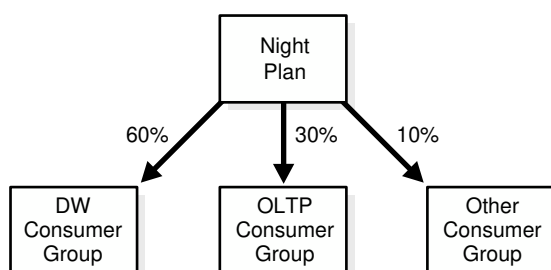 Night
Plan
60%
30%
10%
DW
Consumer
Group
OLTP
Consumer
Group
Other
Consumer
Group